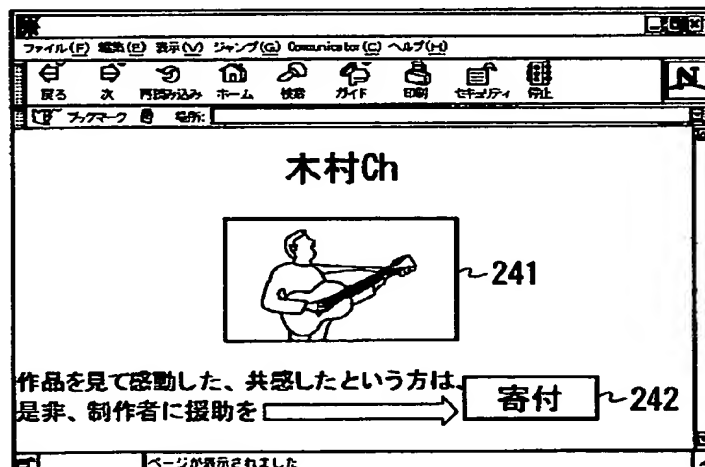 ファイル(F) 編集(E) 表示(V) ジャンプ(G) Communicator(C) ヘルプ(H)
戻る 次 再読み込み ホーム 検索 ガイド 印刷 セキュリティ 停止
N
ブックマーク 場所:
木村Ch
241
作品を見て感動した、共感したという方は、
是非、制作者に援助を
寄付
242
ページが表示されました